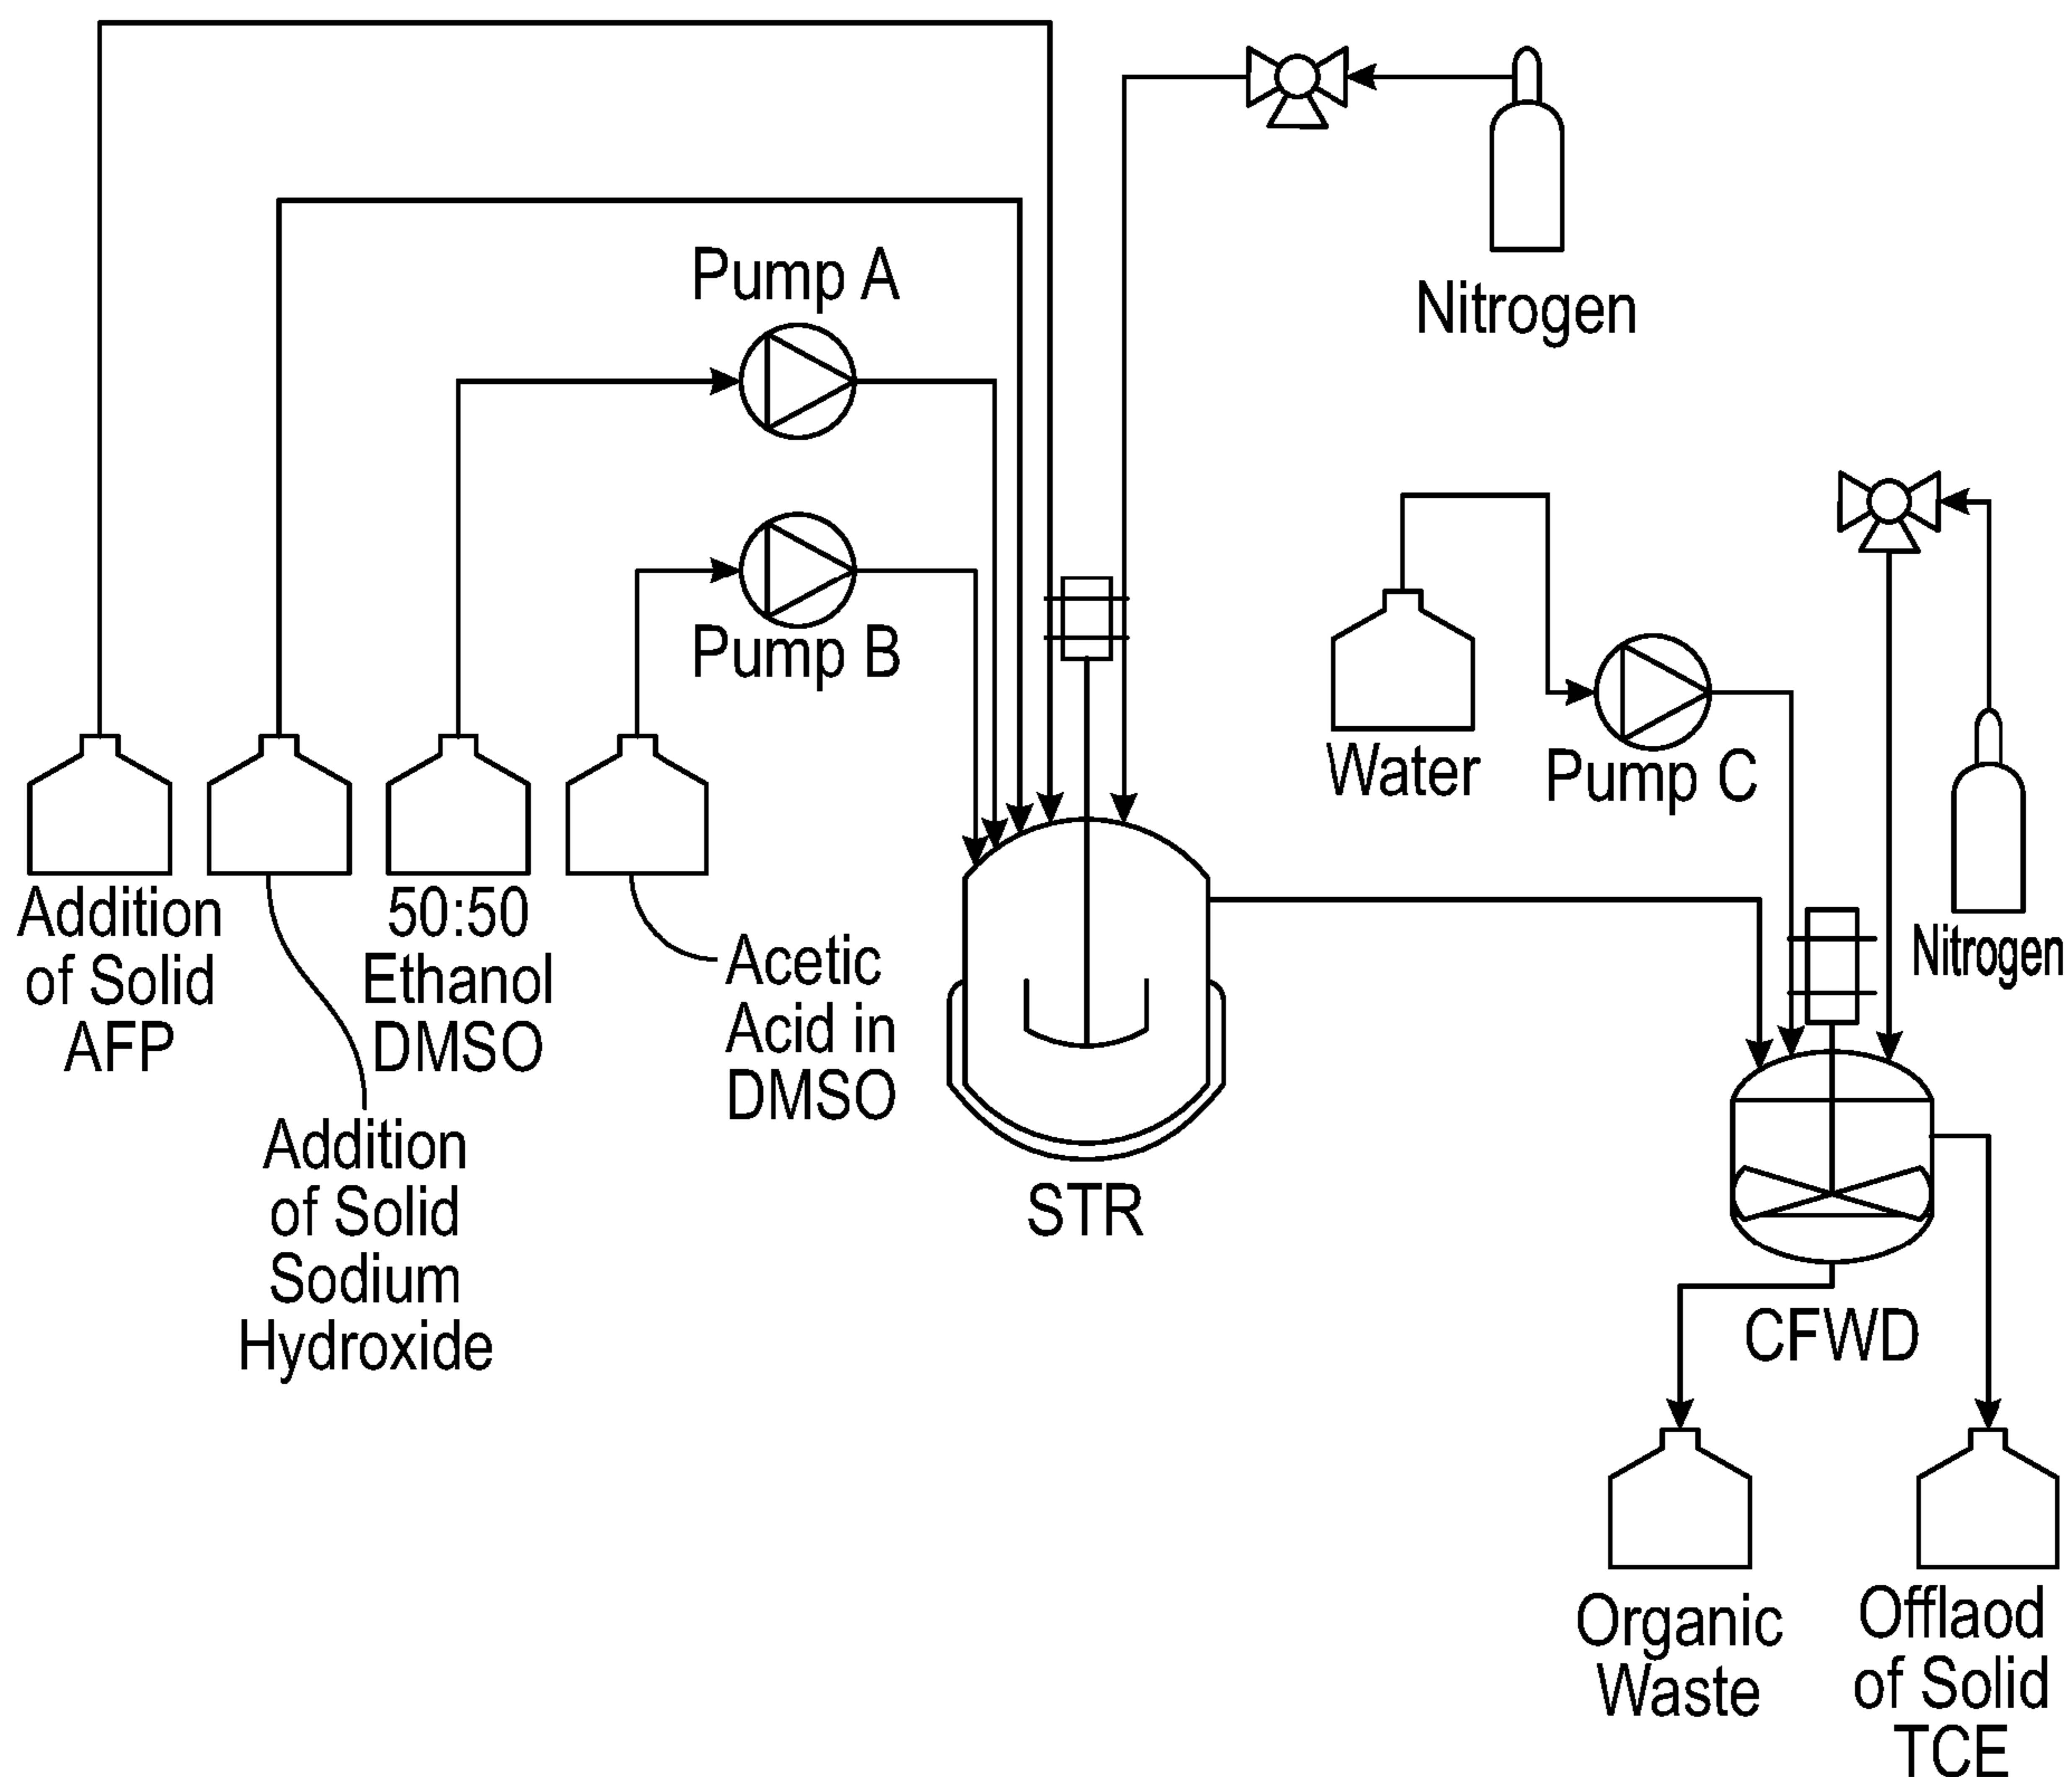 Pump A
Nitrogen
Pump B
Water
Pump C
Addition
of Solid
AFP
50:50
Ethanol
DMSO
Acetic
Acid in
DMSO
Nitrogen
Addition
of Solid
Sodium
Hydroxide
STR
CFWD
Organic
Waste
Offlaod
of Solid
TCE